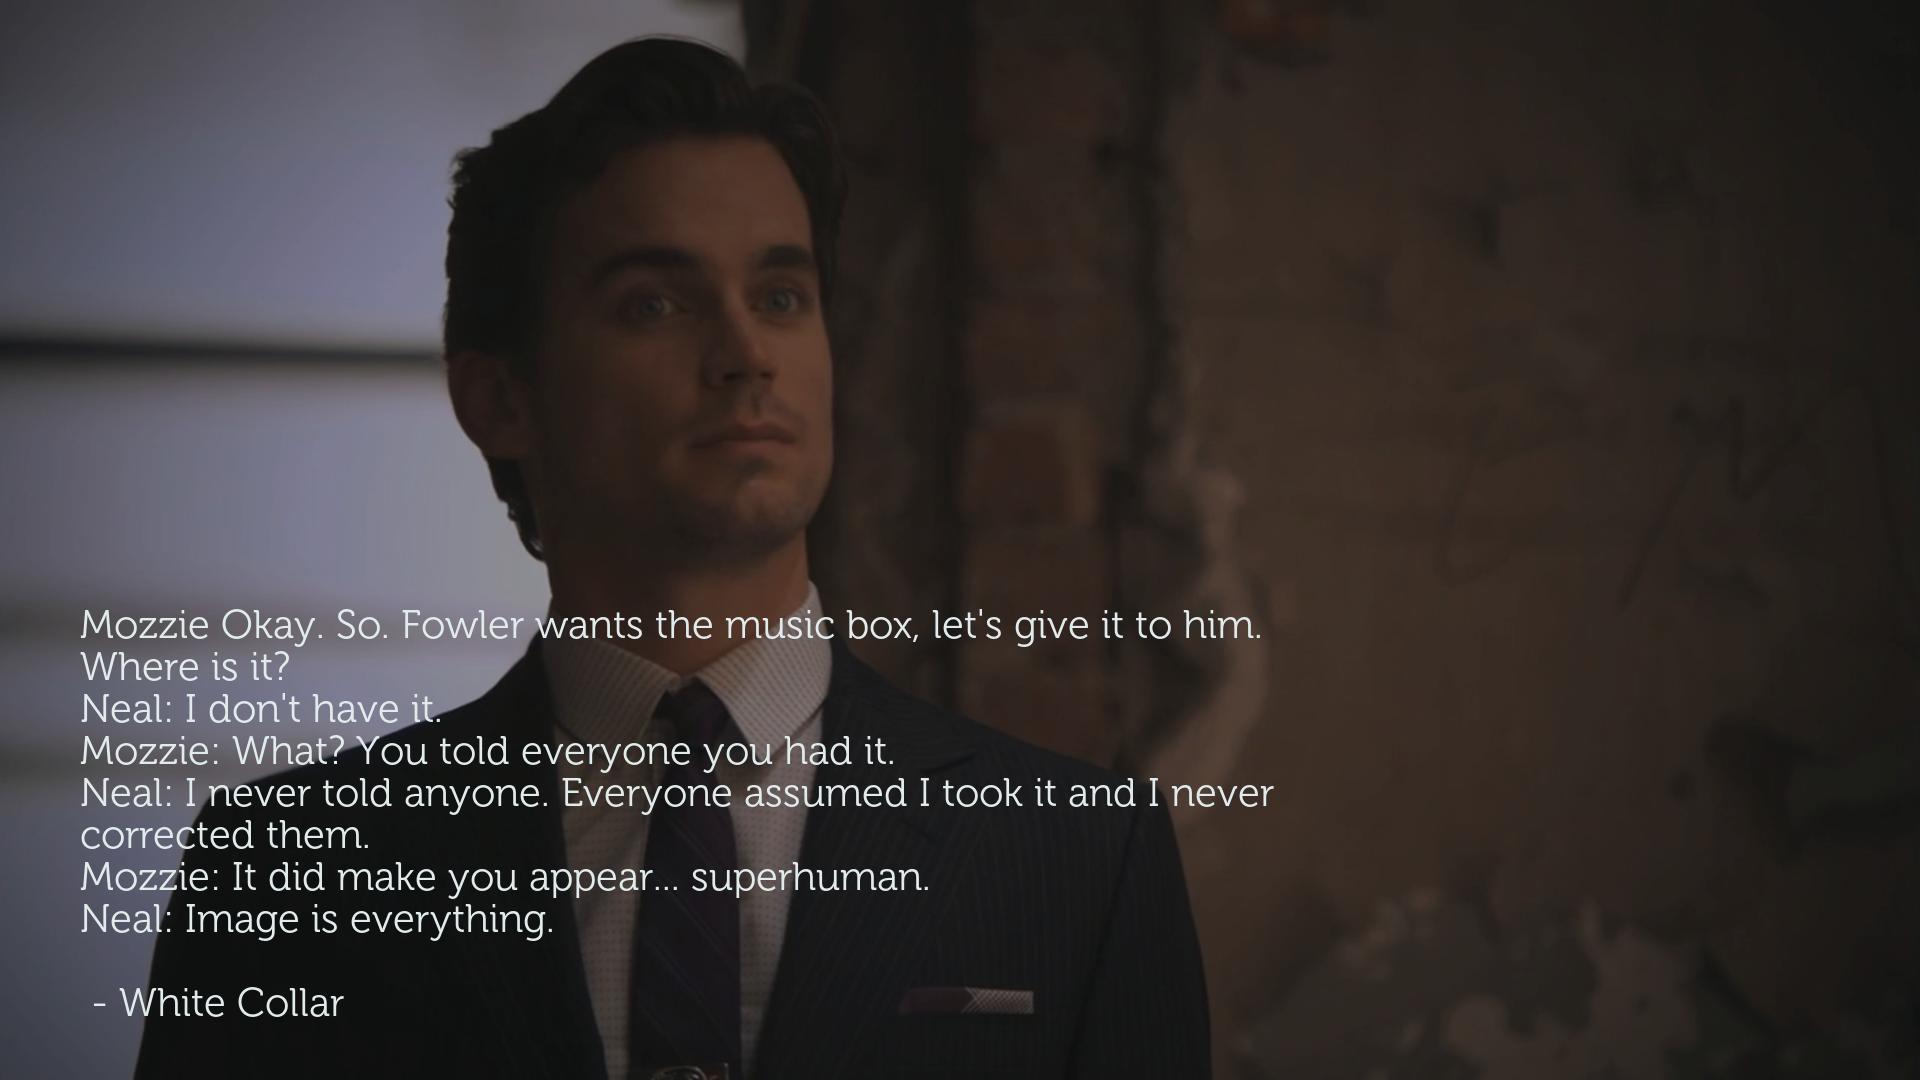 Mozzie Okay. So. Fowler wants the music box, let's give it to him.
Where is it?
Neal: I don't have it.
Mozzie: What? You told everyone you had it.
Neal: I never told anyone. Everyone assumed I took it and I never
corrected them.
Mozzie: It did make you appear... superhuman.
Neal: Image is everything.
- White Collar